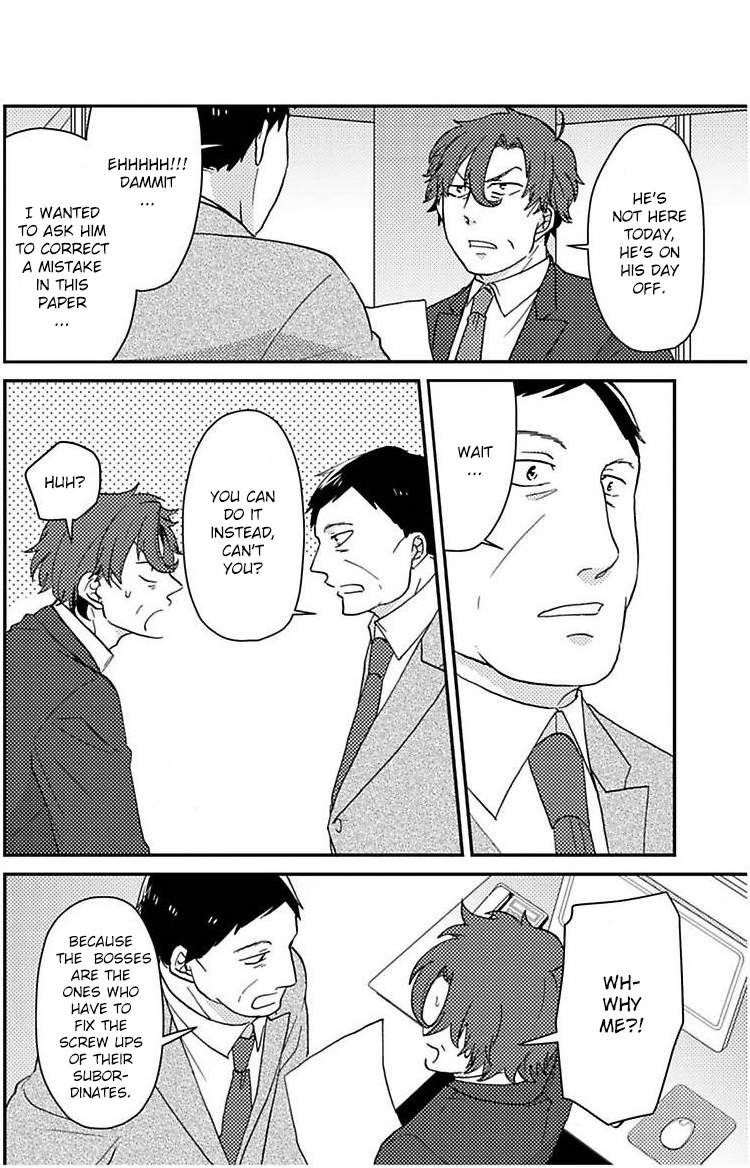 HE'S
NOT HERE
TODAY,
HE'S ON
HIS DAY
OFF.
EHHHHH!!!
DAMMIT
...
I WANTED
TO ASK HIM
TO CORRECT
A MISTAKE
IN THIS
PAPER
...
WAIT
...
YOU CAN
DO IT
INSTEAD,
CAN'T
YOU?
HUH?
WH-
WHY
ME?!
BECAUSE
THE BOSSES
ARE THE
ONES WHO
HAVE TO
FIX THE
SCREW UPS
OF THEIR
SUBOR-
DINATES.